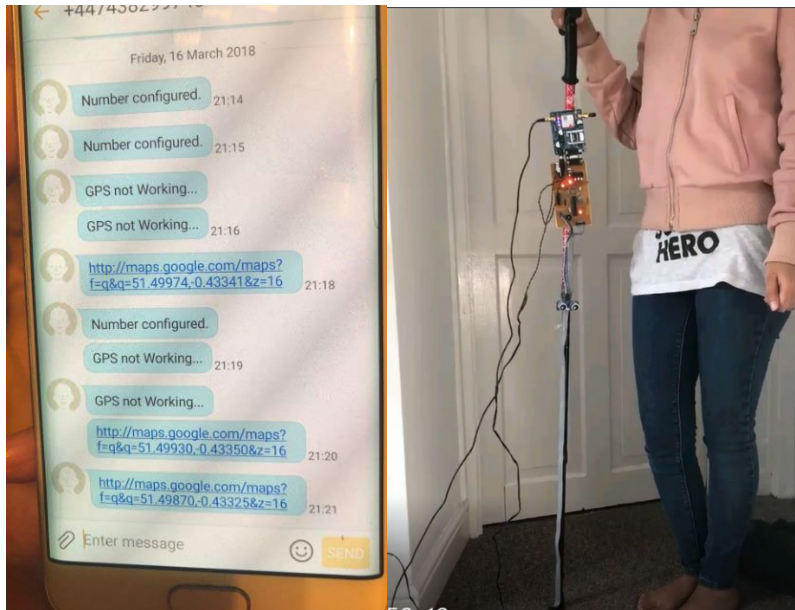 Friday, 16 March 2018
Number configured.
21:14
Number configured.
21:15
GPS not Working...
GPS not Working...
21:16
http://maps.google.com/maps?
f=q&q=51.49974,-0.43341&z=16
21:18
Number configured.
GPS not Working...
21:19
GPS not Working...
http://maps.google.com/maps?
f=q&q=51.49930,-0.43350&z=16
21:20
http://maps.google.com/maps?
f=q&q=51.49870,-0.43325&z=16
21:21
Enter message
SEND
HERO